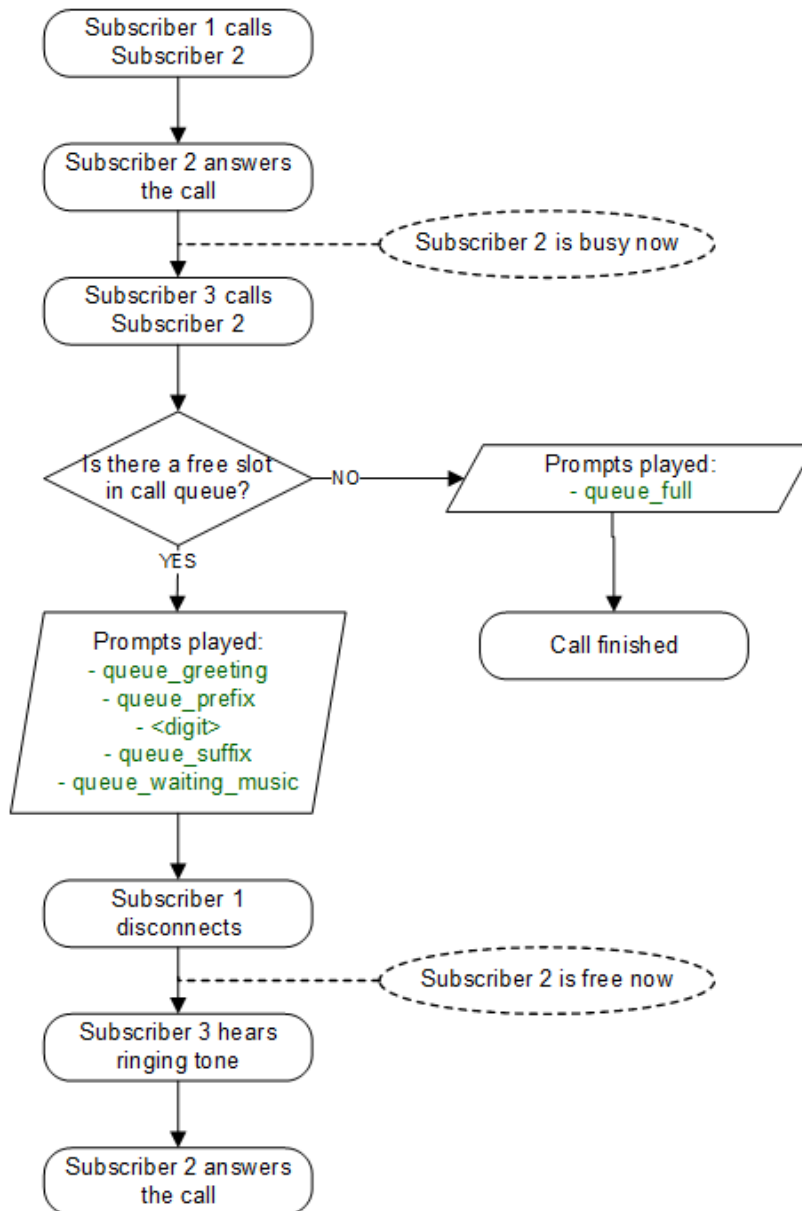 Subscriber 1 calls
Subscriber 2
Subscriber 2 answers
the call
Subscriber 2 is busy now
Subscriber 3 calls
Subscriber 2
Is there a free slot
in call queue?
NO
Prompts played:
- queue_full
YES
Call finished
Prompts played:
- queue_greeting
- queue_prefix
- <digit>
- queue_suffix
- queue_waiting_music
Subscriber 1
disconnects
Subscriber 2 is free now
Subscriber 3 hears
ringing tone
Subscriber 2 answers
the call